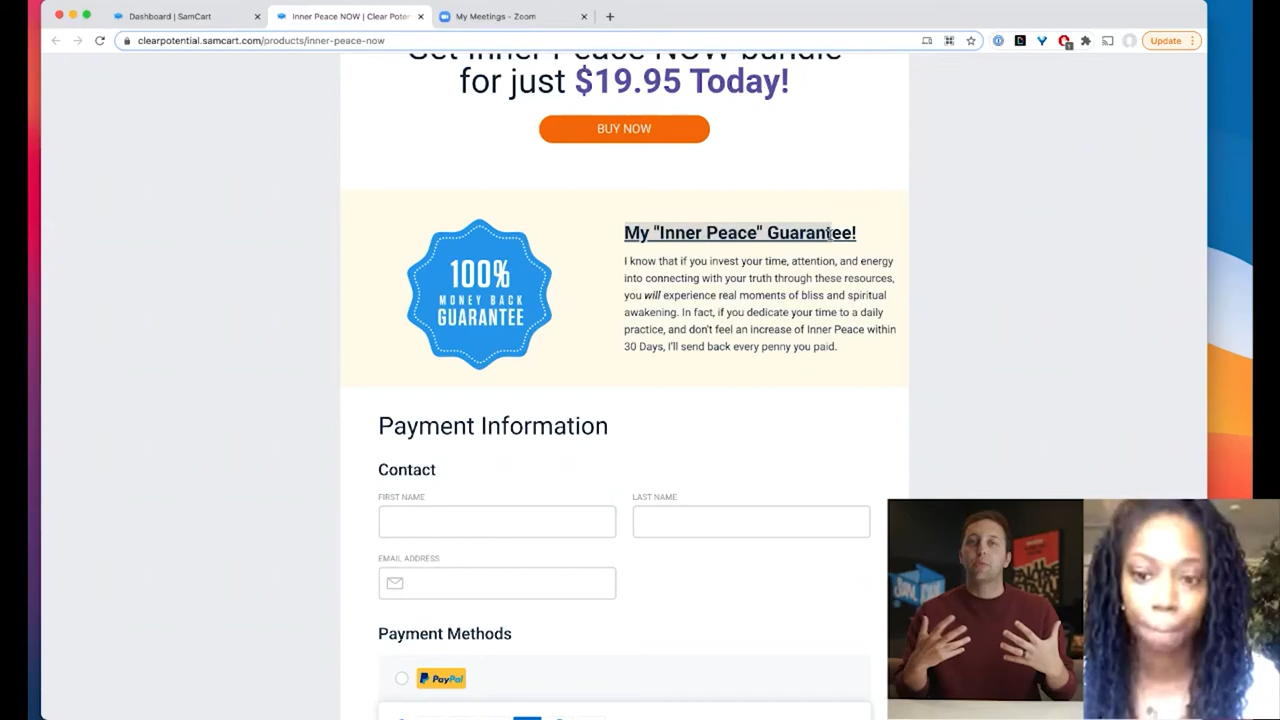 Dashboard | SamCart
Inner Peace NOW | Clear Poter
My Meetings - Zoom
clearpotential.samcart.com/products/inner-peace-now
Update
Get Inner Peace NOW bundle
for just $19.95 Today!
BUY NOW
100%
MONEY BACK
GUARANTEE
My "Inner Peace" Guarantee!
I know that if you invest your time, attention, and energy
into connecting with your truth through these resources,
you will experience real moments of bliss and spiritual
awakening. In fact, if you dedicate your time to a daily
practice, and don't feel an increase of Inner Peace within
30 Days, I'll send back every penny you paid.
Payment Information
Contact
FIRST NAME
LAST NAME
EMAIL ADDRESS
Payment Methods
PayPal